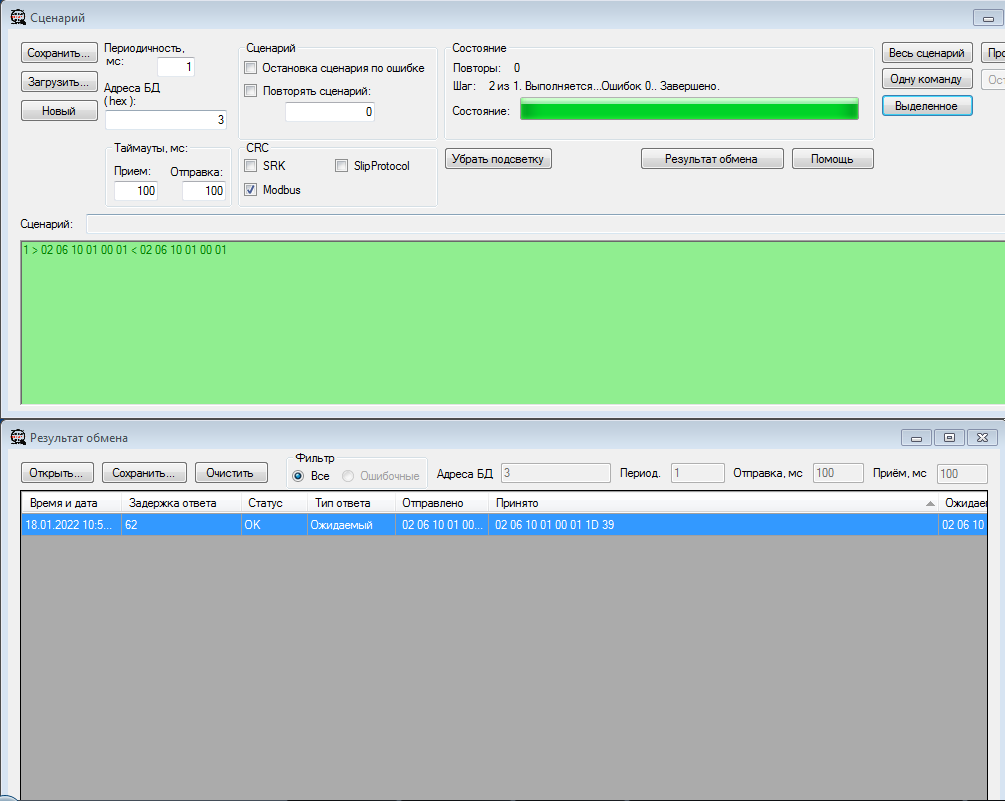 Сценарий
Сохранить...
Загрузить...
Новый
Периодичность,
мс:
1
Адреса БД
(hex ):
3
Сценарий
Остановка сценария по ошибке
Повторять сценарий:
0
Состояние
Повторы: 0
Шаг: 2 из 1. Выполняется...Ошибок 0.. Завершено.
Состояние:
Весь сценарий
Одну команду
Выделенное
Таймауты, мс:
Прием: Отправка:
100 100
CRC
SRK SlipProtocol
Modbus
Убрать подсветку
Результат обмена
Помощь
Сценарий:
1 > 02 06 10 01 00 01 < 02 06 10 01 00 01
Результат обмена
Открыть... Сохранить... Очистить
Фильтр
Все Ошибочные
Адреса БД 3 Период. 1 Отправка, мс 100 Приём, мс 100
Время и дата Задержка ответа Статус Тип ответа Отправлено Принято Ожидаем
18.01.2022 10:5... 62 OK Ожидаемый 02 06 10 01 00... 02 06 10 01 00 01 1D 39 02 06 10